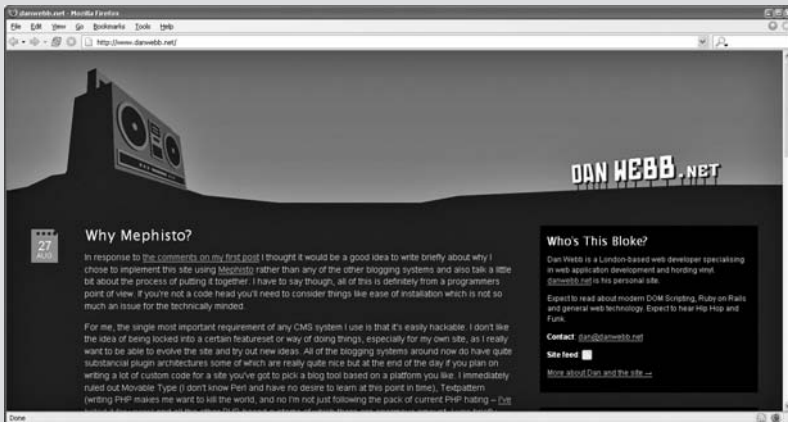 danwebb.net - Mozilla Firefox
File Edit View Go Bookmarks Tools Help
http://www.danwebb.net/
DAN WEBB.NET
27
AUG
Why Mephisto?
In response to the comments on my first post I thought it would be a good idea to write briefly about why I
chose to implement this site using Mephisto rather than any of the other blogging systems and also talk a little
bit about the process of putting it together. I have to say though, all of this is definitely from a programmers
point of view. If you're not a code head you'll need to consider things like ease of installation which is not so
much an issue for the technically minded.
For me, the single most important requirement of any CMS system I use is that it's easily hackable. I don't like
the idea of being locked into a certain featureset or way of doing things, especially for my own site, as I really
want to be able to evolve the site and try out new ideas. All of the blogging systems around now do have quite
substancial plugin architectures some of which are really quite nice but at the end of the day if you plan on
writing a lot of custom code for a site you've got to pick a blog tool based on a platform you like. I immediately
ruled out Movable Type (I don't know Perl and have no desire to learn at this point in time), Textpattern
(writing PHP makes me want to kill the world, and no I'm not just following the pack of current PHP hating – I've
Who's This Bloke?
Dan Webb is a London-based web developer specialising
in web application development and hording vinyl.
danwebb.net is his personal site.
Expect to read about modern DOM Scripting, Ruby on Rails
and general web technology. Expect to hear Hip Hop and
Funk.
Contact: dan@danwebb.net
Site feed
More about Dan and the site →
Done